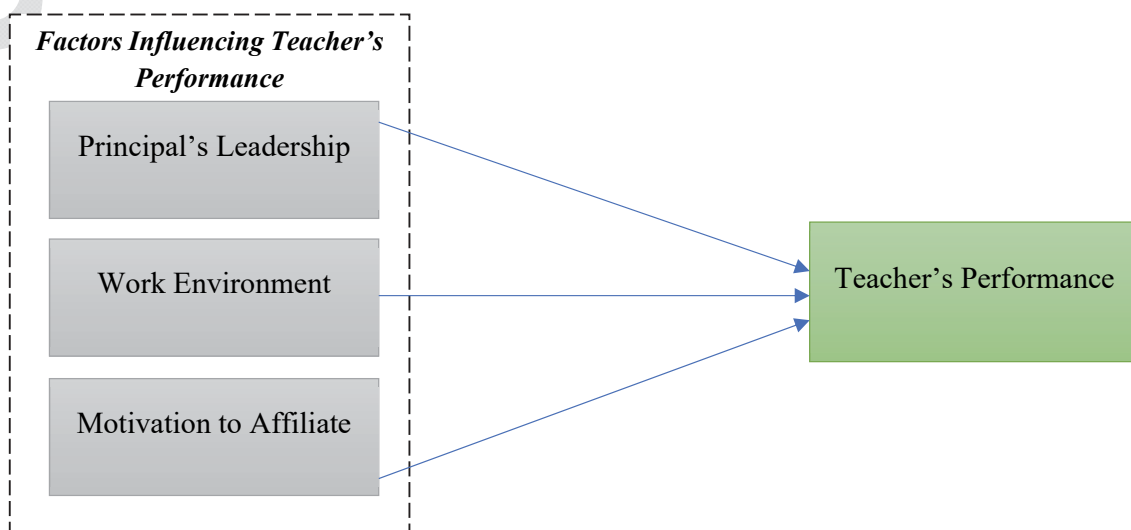 Factors Influencing Teacher’s
Performance
Principal’s Leadership
Work Environment
Teacher’s Performance
Motivation to Affiliate